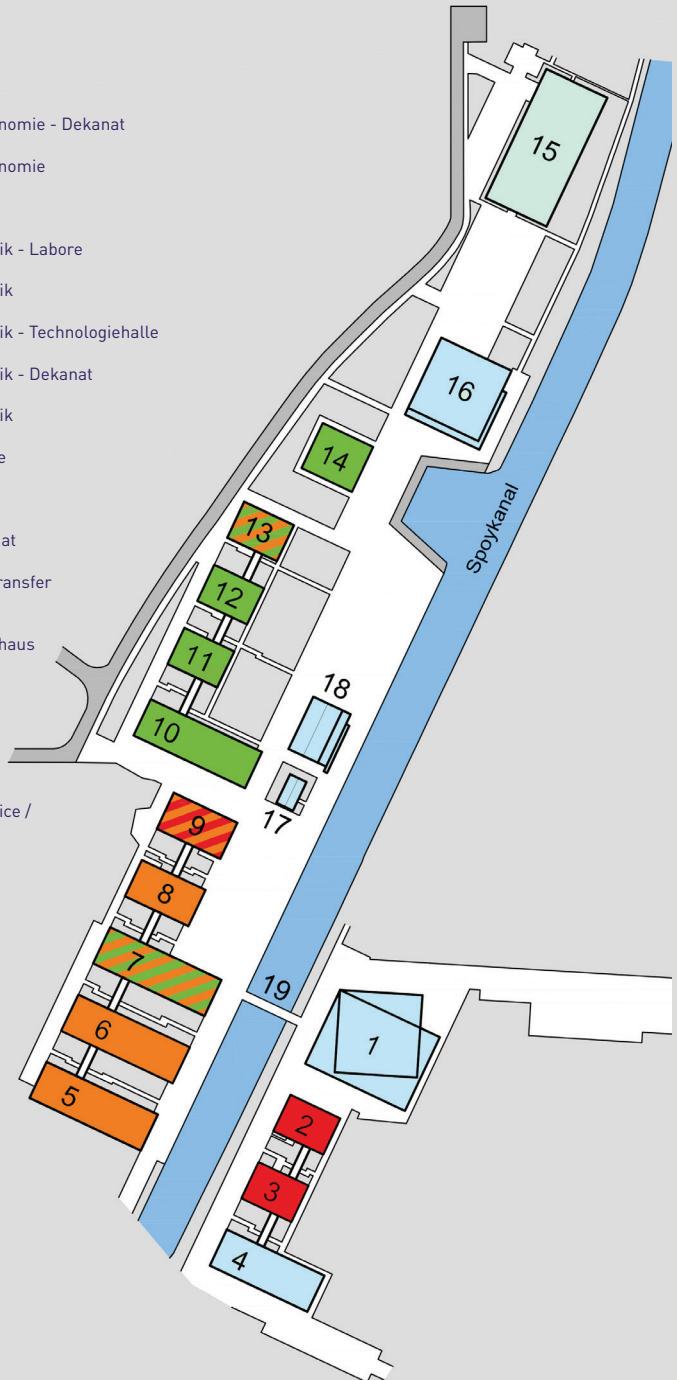 nomie - Dekanat
nomie
ik - Labore
ik
ik - Technologiehalle
ik - Dekanat
ik
e
at
ransfer
haus
ice /
15
16
14
Spoykanal
13
12
11
18
10
17
9
8
7
19
6
1
5
2
3
4